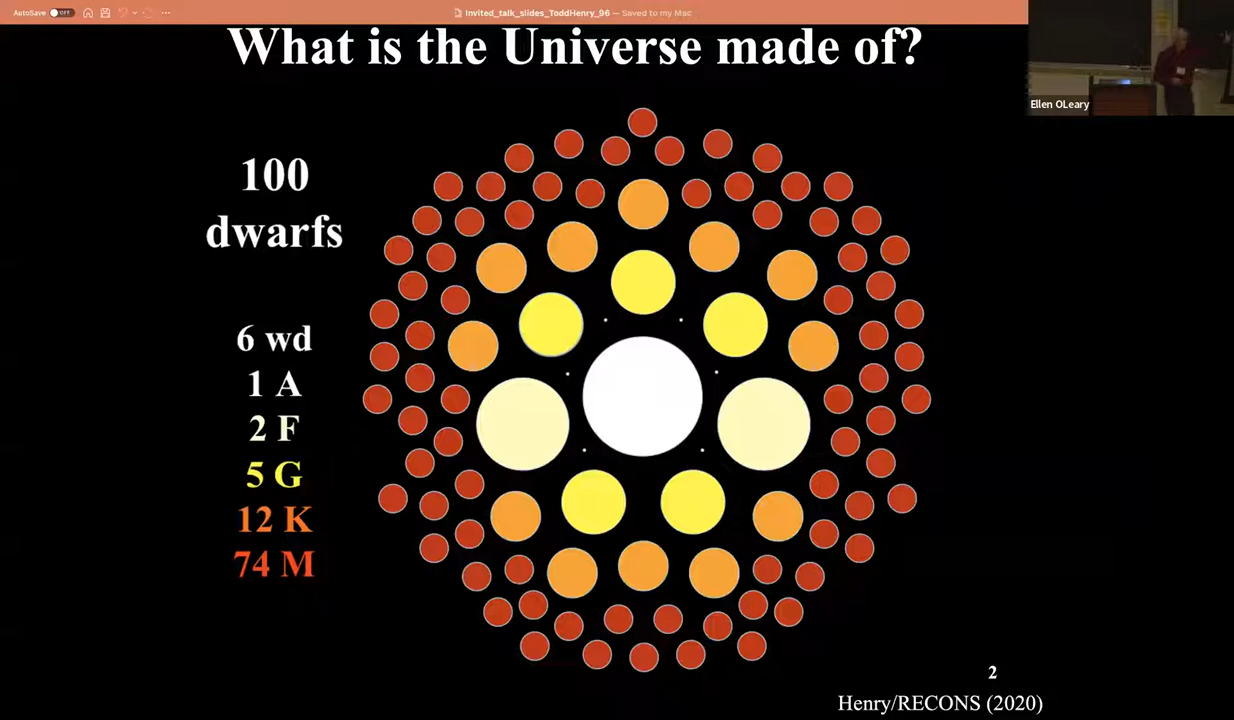 AutoSave OFF
Invited_talk_slides_ToddHenry_96 — Saved to my Mac
What is the Universe made of?
Ellen OLeary
100
dwarfs
6 wd
1 A
2 F
5 G
12 K
74 M
2
Henry/RECONS (2020)